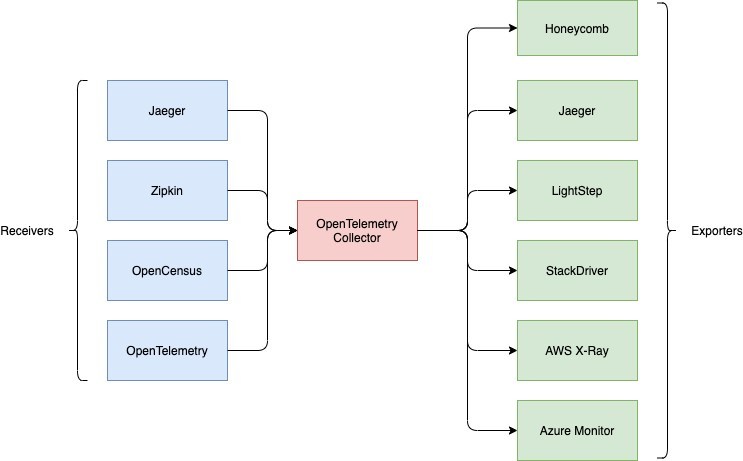 Receivers
Jaeger
Zipkin
OpenCensus
OpenTelemetry
OpenTelemetry
Collector
Honeycomb
Jaeger
LightStep
StackDriver
AWS X-Ray
Azure Monitor
Exporters